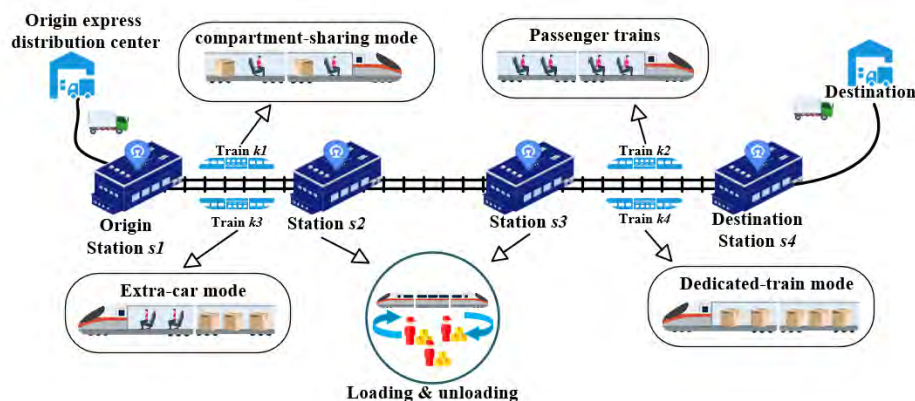 Origin express
distribution center
compartment-sharing mode
Passenger trains
Destination
Train k1
Train k2
Train k3
Train k4
Origin
Station s1
Station s2
Station s3
Destination
Station s4
Extra-car mode
Dedicated-train mode
Loading & unloading